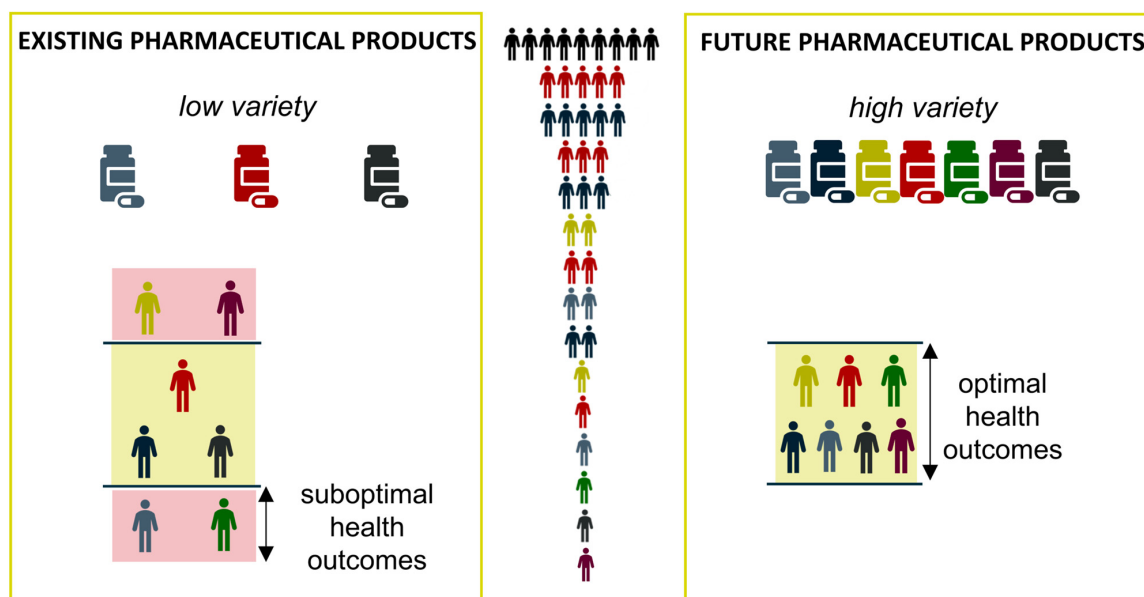 EXISTING PHARMACEUTICAL PRODUCTS
low variety
suboptimal
health
outcomes
FUTURE PHARMACEUTICAL PRODUCTS
high variety
optimal
health
outcomes